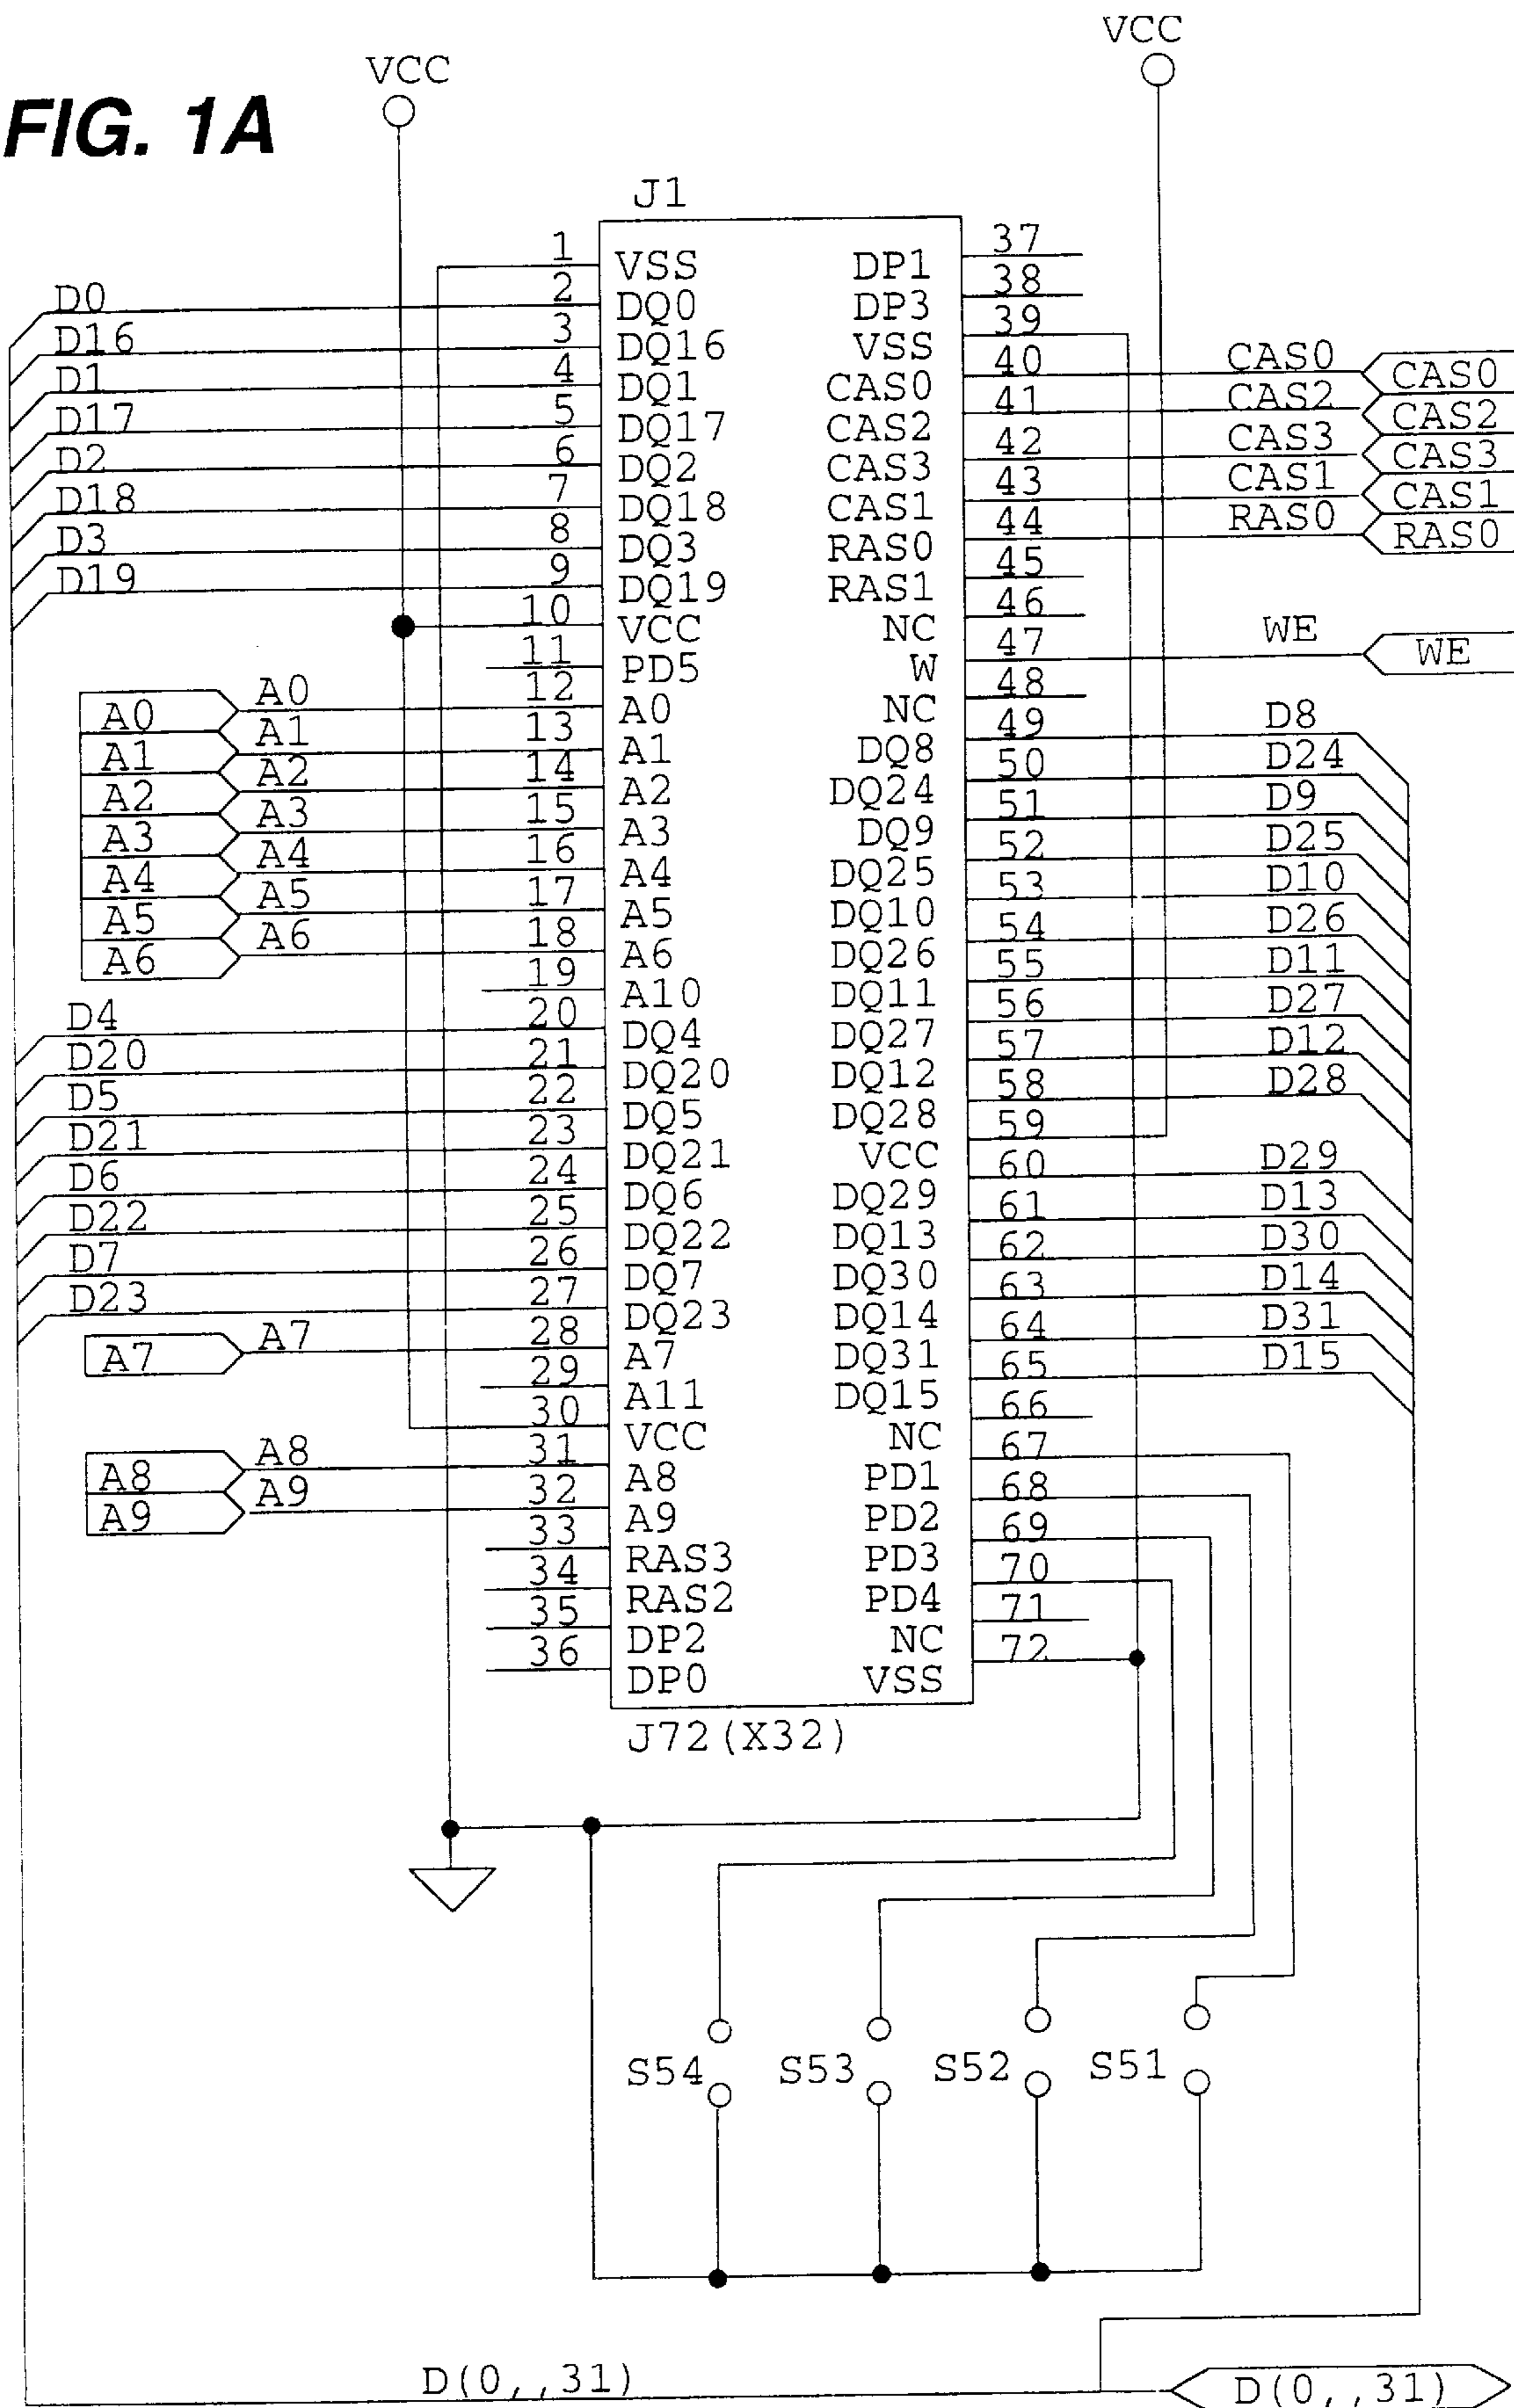 FIG. 1A
VCC
VCC
J1
1 VSS DP1 37
D0 2 DQ0 DP3 38
D16 3 DQ16 VSS 39
D1 4 DQ1 CAS0 40 CAS0 CAS0
D17 5 DQ17 CAS2 41 CAS2 CAS2
D2 6 DQ2 CAS3 42 CAS3 CAS3
D18 7 DQ18 CAS1 43 CAS1 CAS1
D3 8 DQ3 RAS0 44 RAS0 RAS0
D19 9 DQ19 RAS1 45
10 VCC NC 46
11 PD5 W 47 WE WE
A0 A0 12 A0 NC 48
A1 A1 13 A1 DQ8 49 D8
A2 A2 14 A2 DQ24 50 D24
A3 A3 15 A3 DQ9 51 D9
A4 A4 16 A4 DQ25 52 D25
A5 A5 17 A5 DQ10 53 D10
A6 A6 18 A6 DQ26 54 D26
19 A10 DQ11 55 D11
D4 20 DQ4 DQ27 56 D27
D20 21 DQ20 DQ12 57 D12
D5 22 DQ5 DQ28 58 D28
D21 23 DQ21 VCC 59
D6 24 DQ6 DQ29 60 D29
D22 25 DQ22 DQ13 61 D13
D7 26 DQ7 DQ30 62 D30
D23 27 DQ23 DQ14 63 D14
A7 A7 28 A7 DQ31 64 D31
29 A11 DQ15 65 D15
30 VCC NC 66
A8 A8 31 A8 PD1 67
A9 A9 32 A9 PD2 68
33 RAS3 PD3 69
34 RAS2 PD4 70
35 DP2 NC 71
36 DP0 VSS 72
J72(X32)
S54 S53 S52 S51
D(0,,31) D(0,,31)